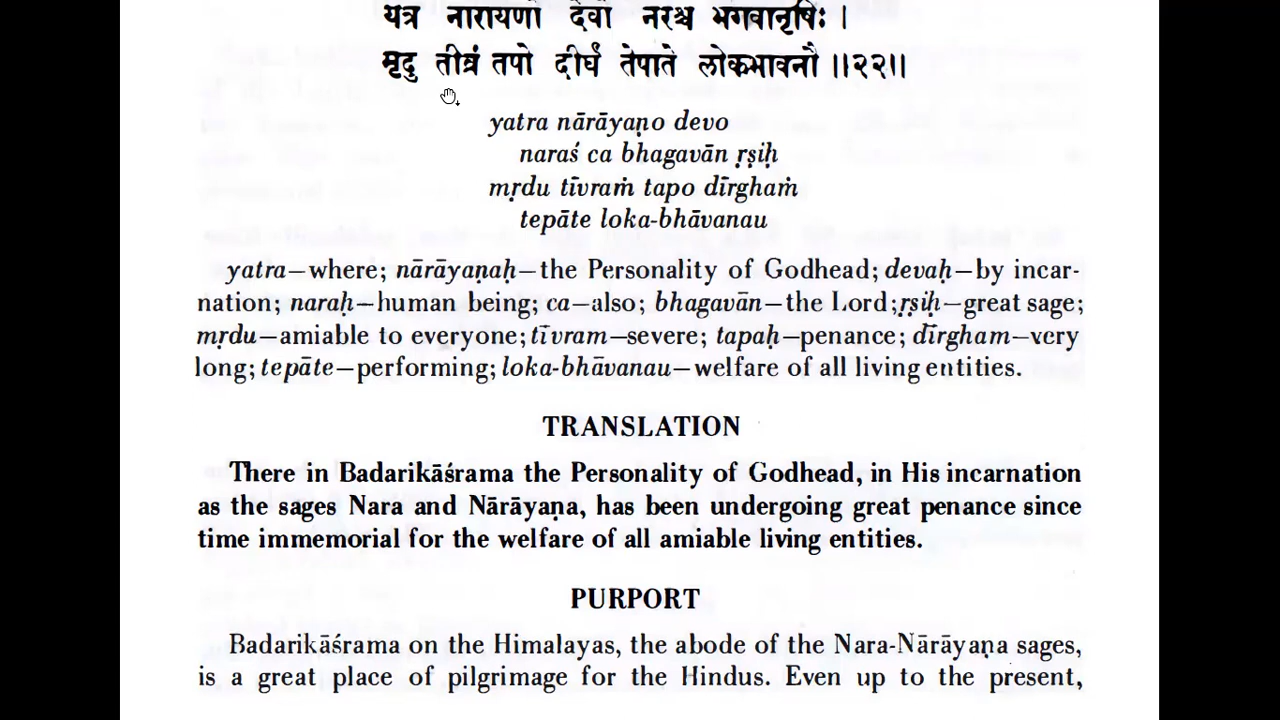 यत्र नारायणो देवो नरश्च भगवानृषिः ।
मृदु तीव्रं तपो दीर्घं तेपाते लोकभावनौ ।।२२।।
yatra nārāyaṇo devo
naraś ca bhagavān ṛṣiḥ
mṛdu tīvraṁ tapo dīrghaṁ
tepāte loka-bhāvanau
yatra—where; nārāyaṇaḥ—the Personality of Godhead; devaḥ—by incar-
nation; naraḥ—human being; ca—also; bhagavān—the Lord; ṛṣiḥ—great sage;
mṛdu—amiable to everyone; tīvram—severe; tapaḥ—penance; dīrgham—very
long; tepāte—performing; loka-bhāvanau—welfare of all living entities.
TRANSLATION
There in Badarikāśrama the Personality of Godhead, in His incarnation
as the sages Nara and Nārāyaṇa, has been undergoing great penance since
time immemorial for the welfare of all amiable living entities.
PURPORT
Badarikāśrama on the Himalayas, the abode of the Nara-Nārāyaṇa sages,
is a great place of pilgrimage for the Hindus. Even up to the present,